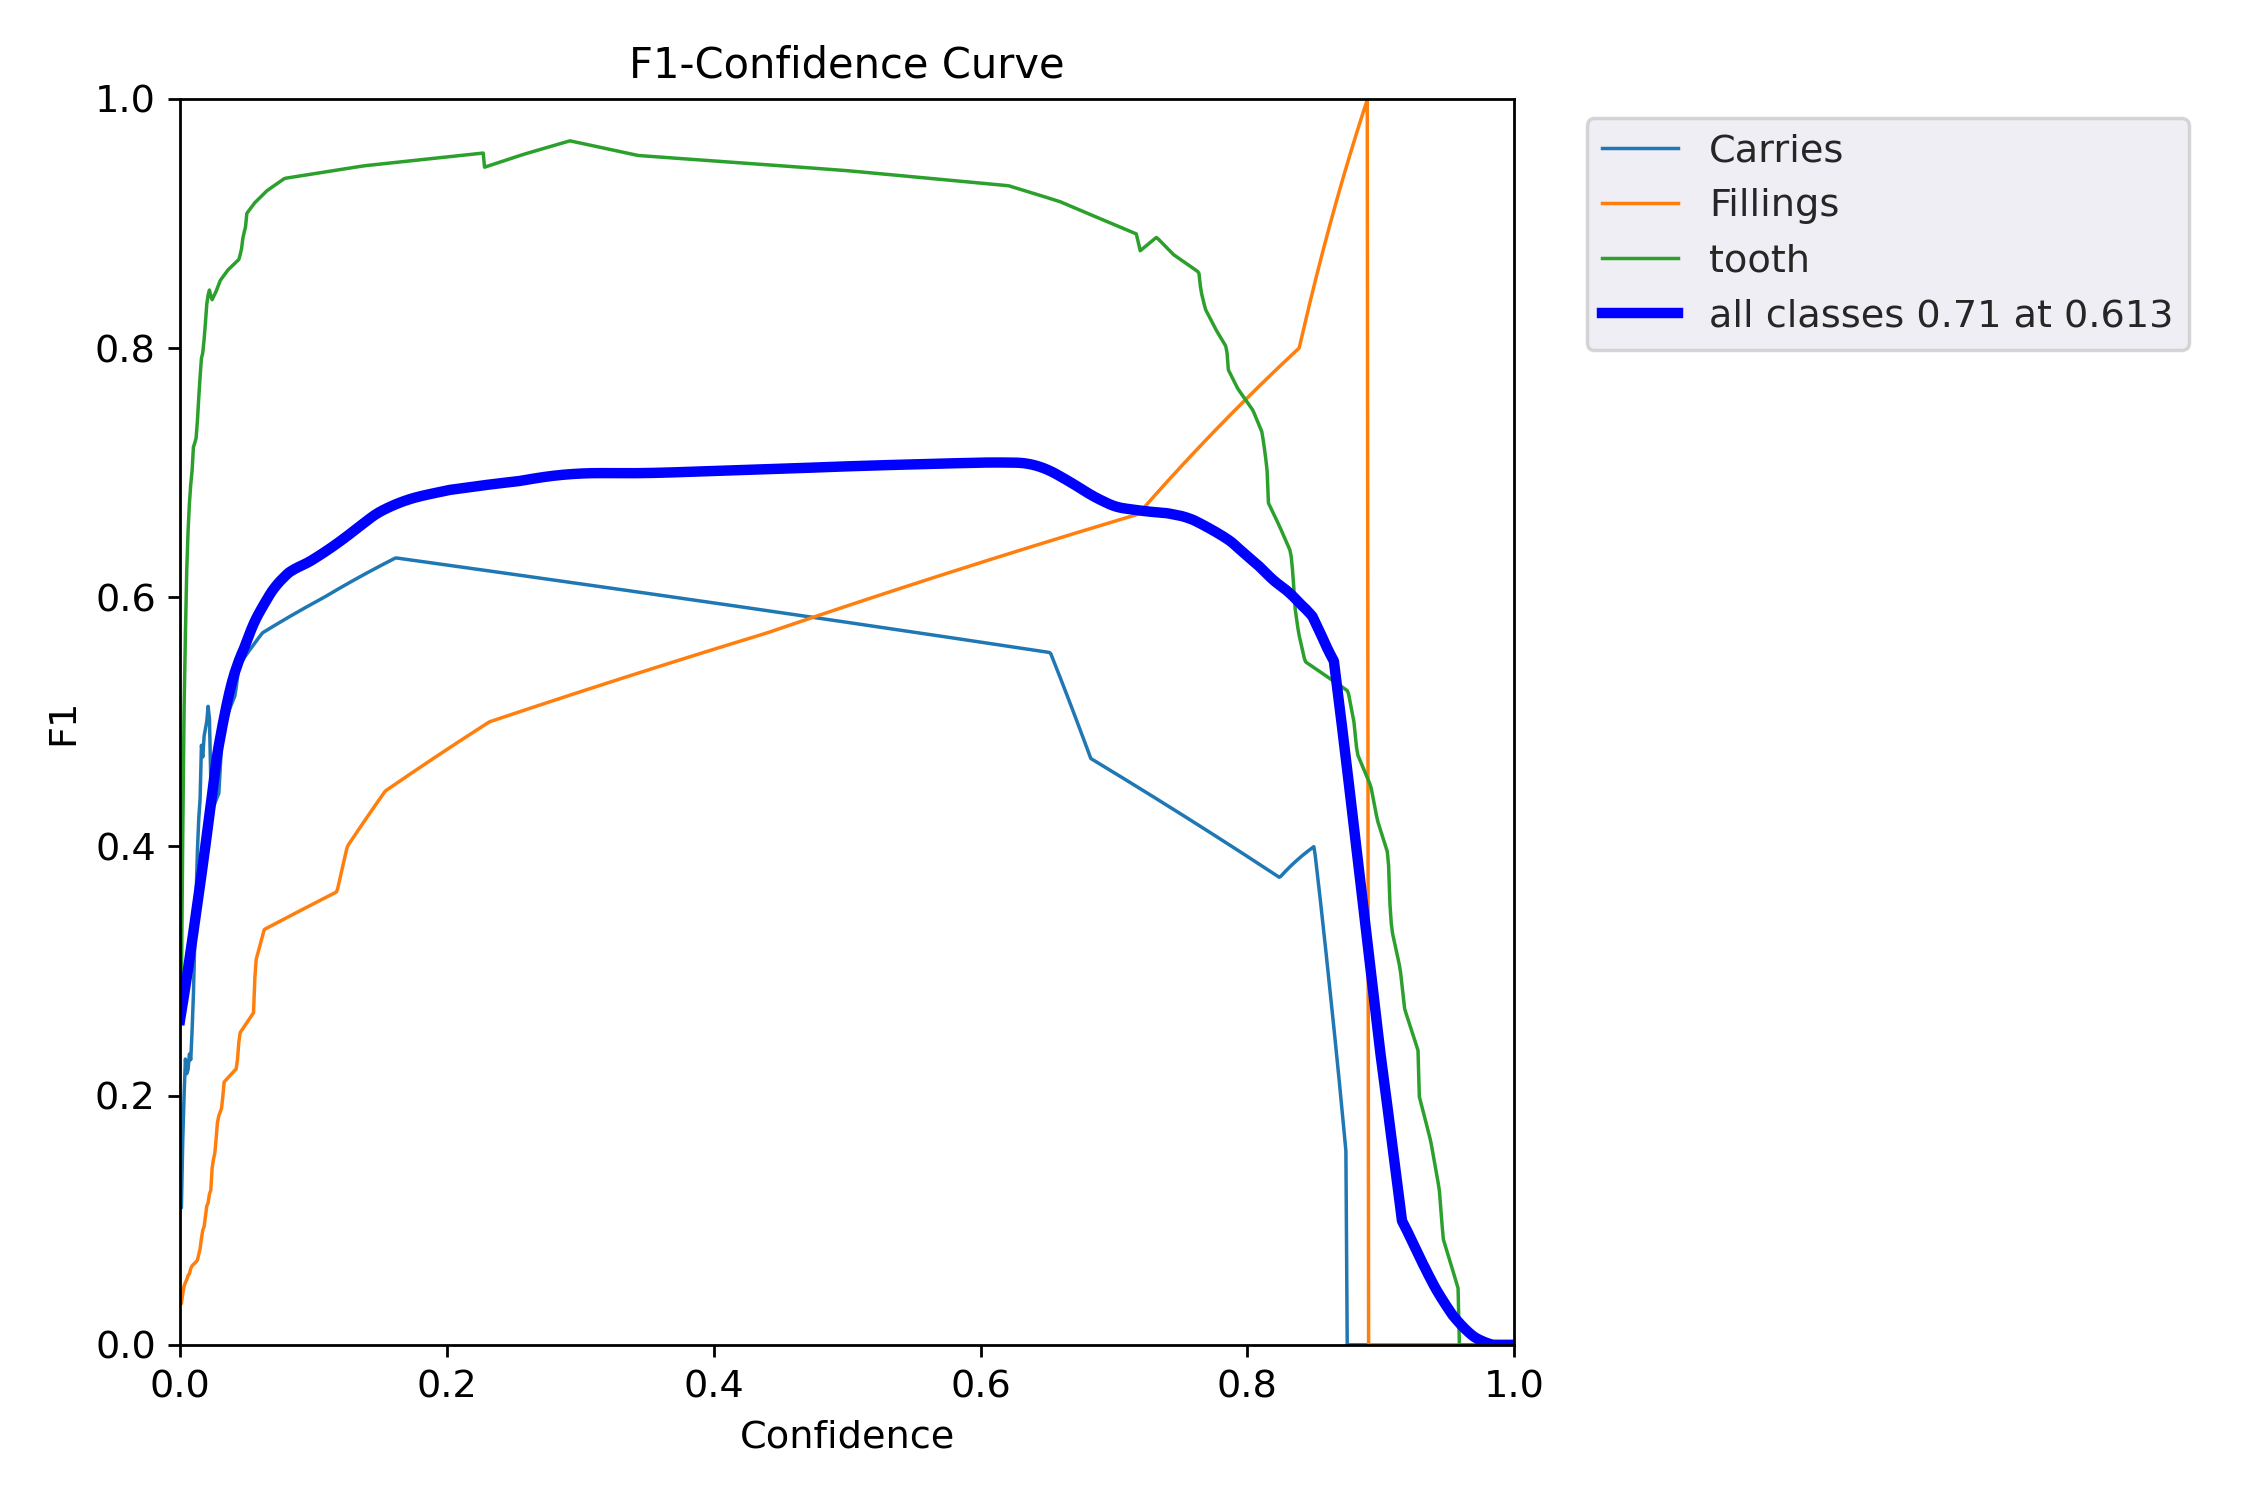 F1-Confidence Curve
1.0
0.8
0.6
0.4
0.2
0.0
F1
0.0 0.2 0.4 0.6 0.8 1.0
Confidence
Carries
Fillings
tooth
all classes 0.71 at 0.613